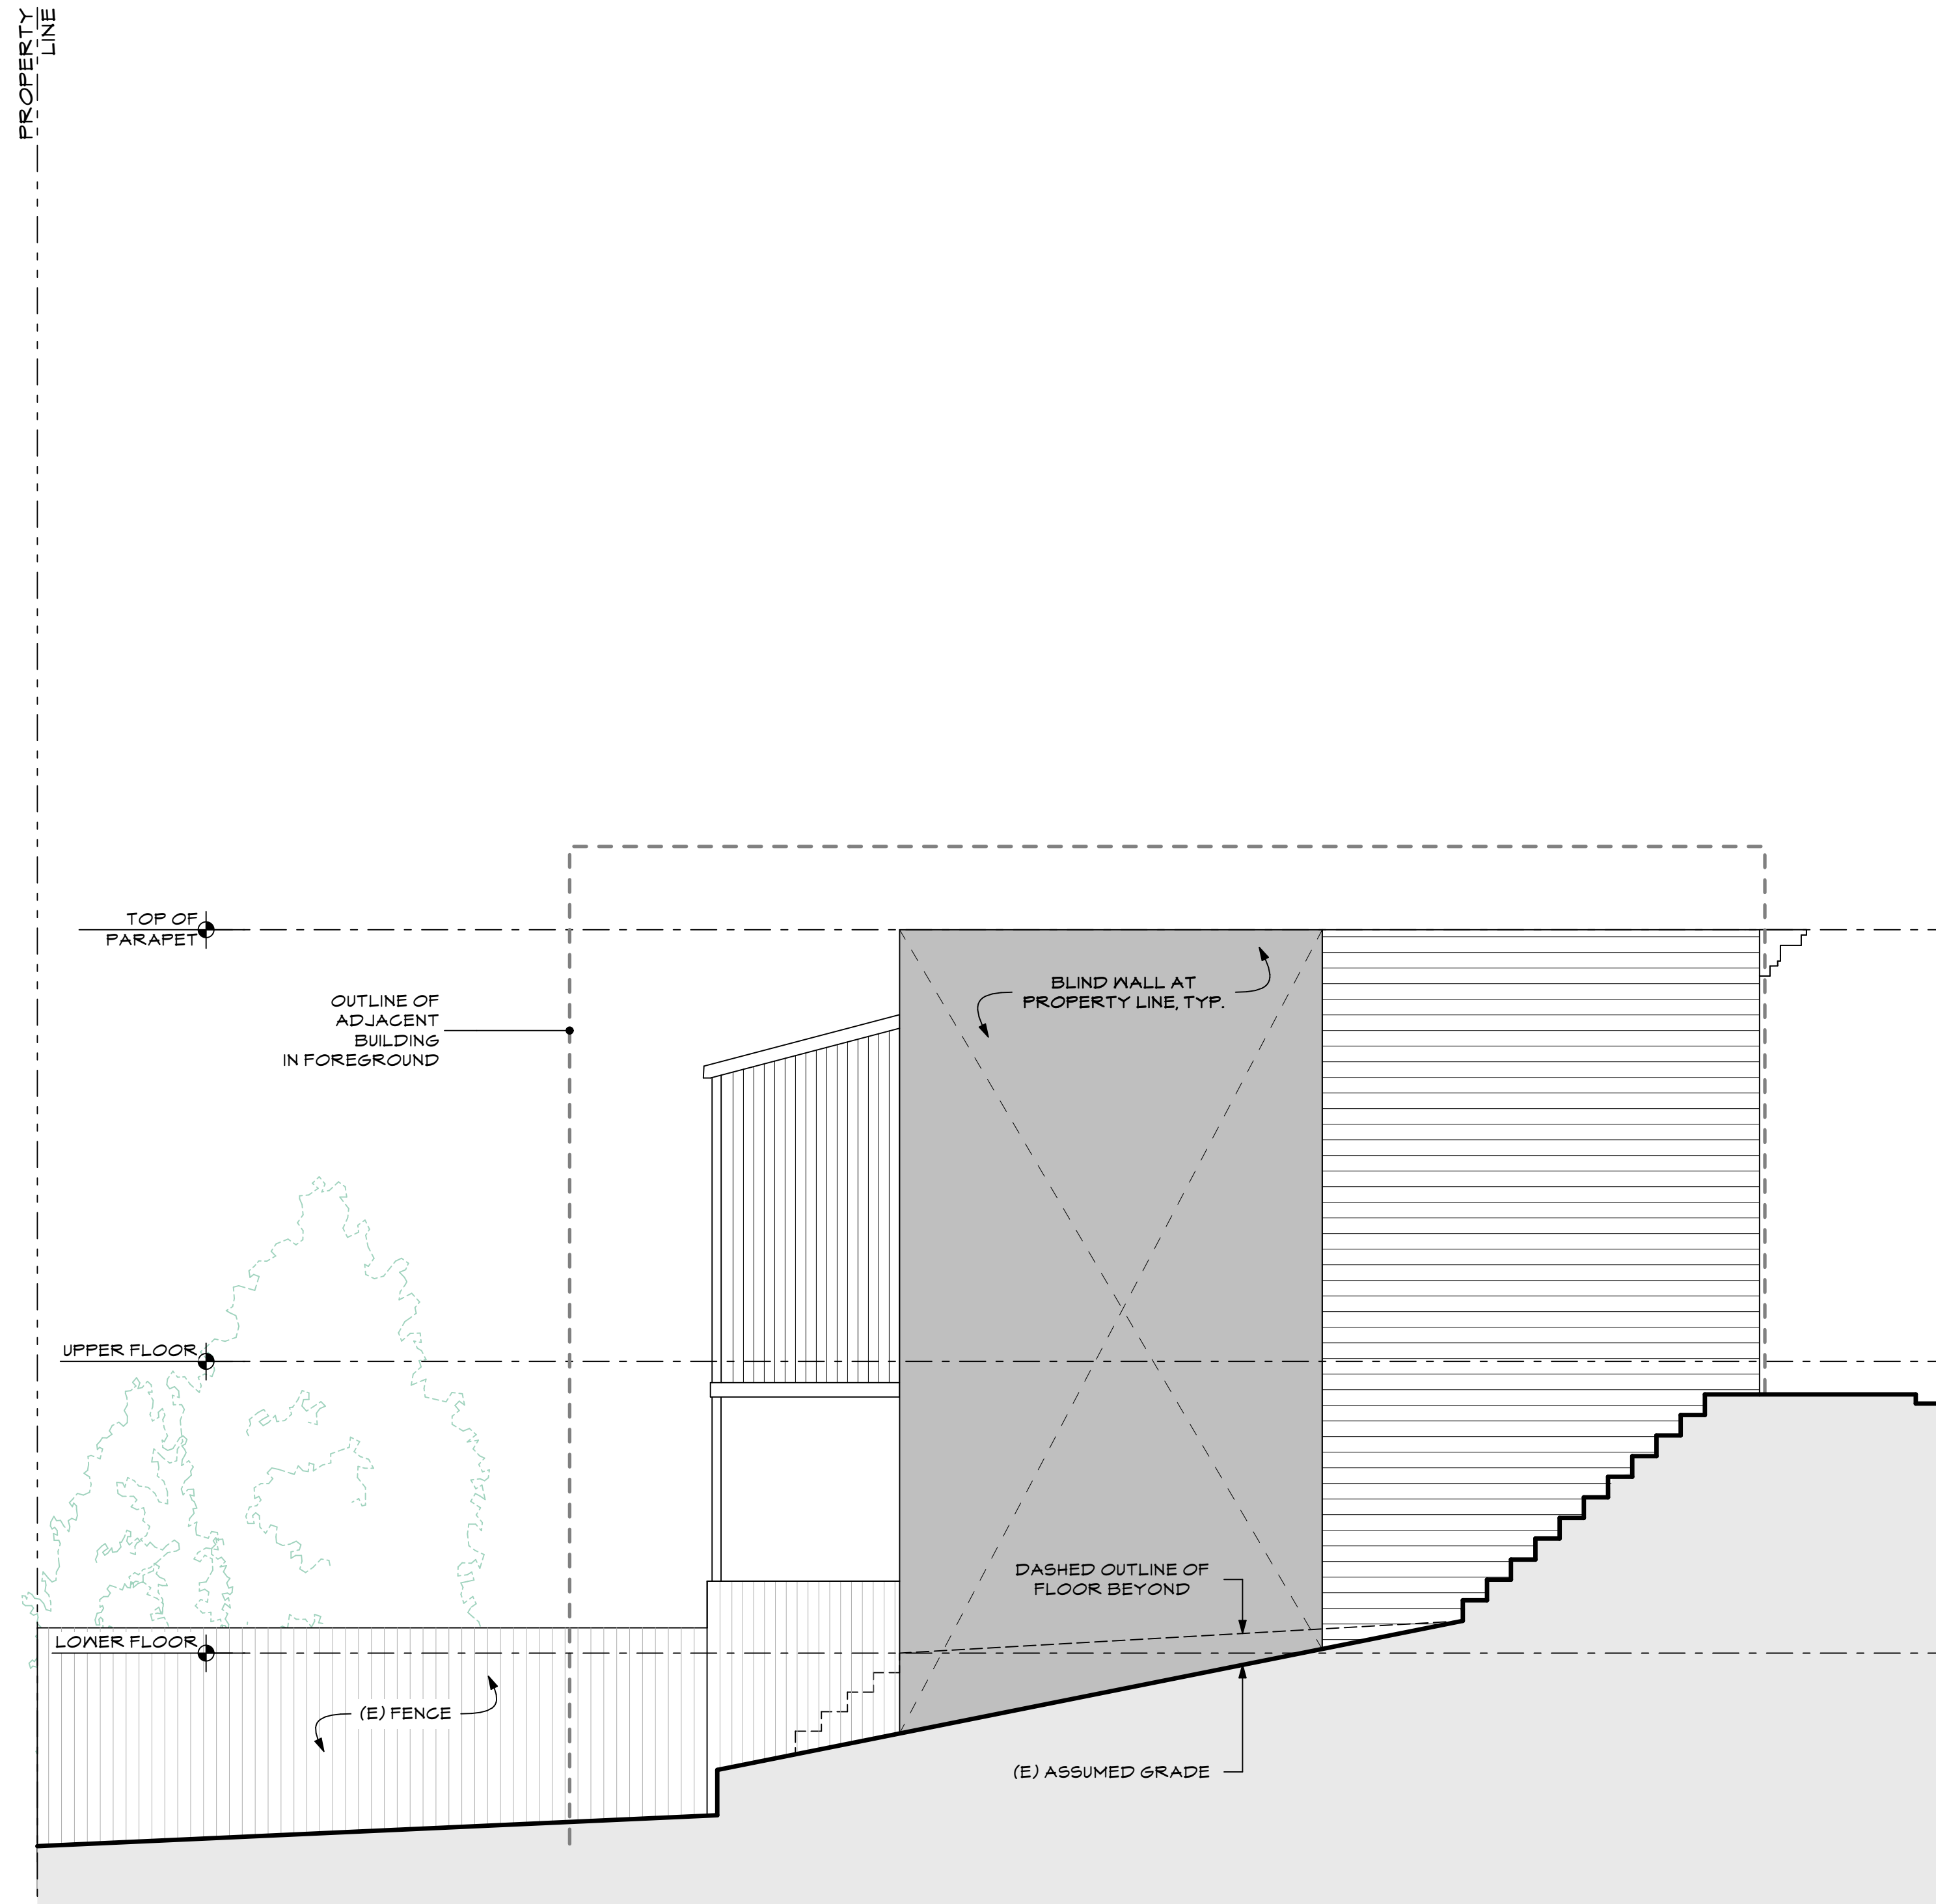 PROPERTY
LINE
TOP OF
PARAPET
OUTLINE OF
ADJACENT
BUILDING
IN FOREGROUND
BLIND WALL AT
PROPERTY LINE, TYP.
UPPER FLOOR
DASHED OUTLINE OF
FLOOR BEYOND
LOWER FLOOR
(E) FENCE
(E) ASSUMED GRADE